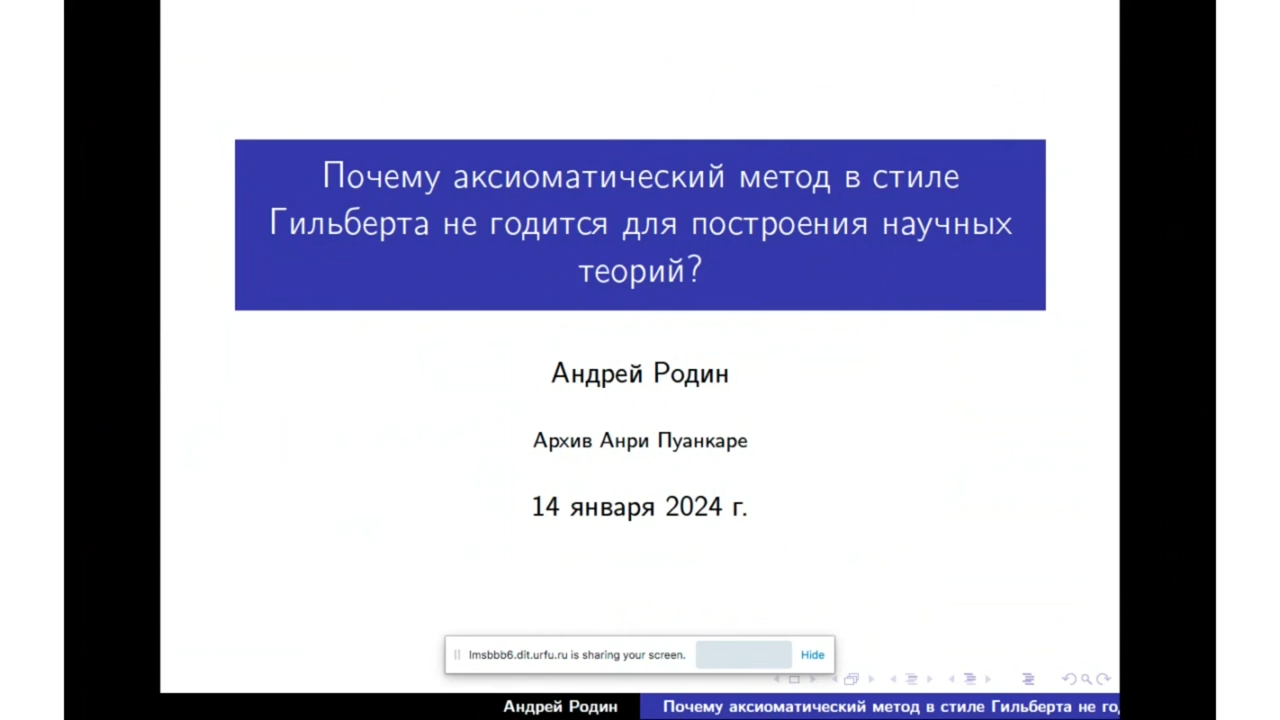 Почему аксиоматический метод в стиле
Гильберта не годится для построения научных
теорий?
Андрей Родин
Архив Анри Пуанкаре
14 января 2024 г.
lmsbbb6.dit.urfu.ru is sharing your screen. Hide
Андрей Родин Почему аксиоматический метод в стиле Гильберта не го